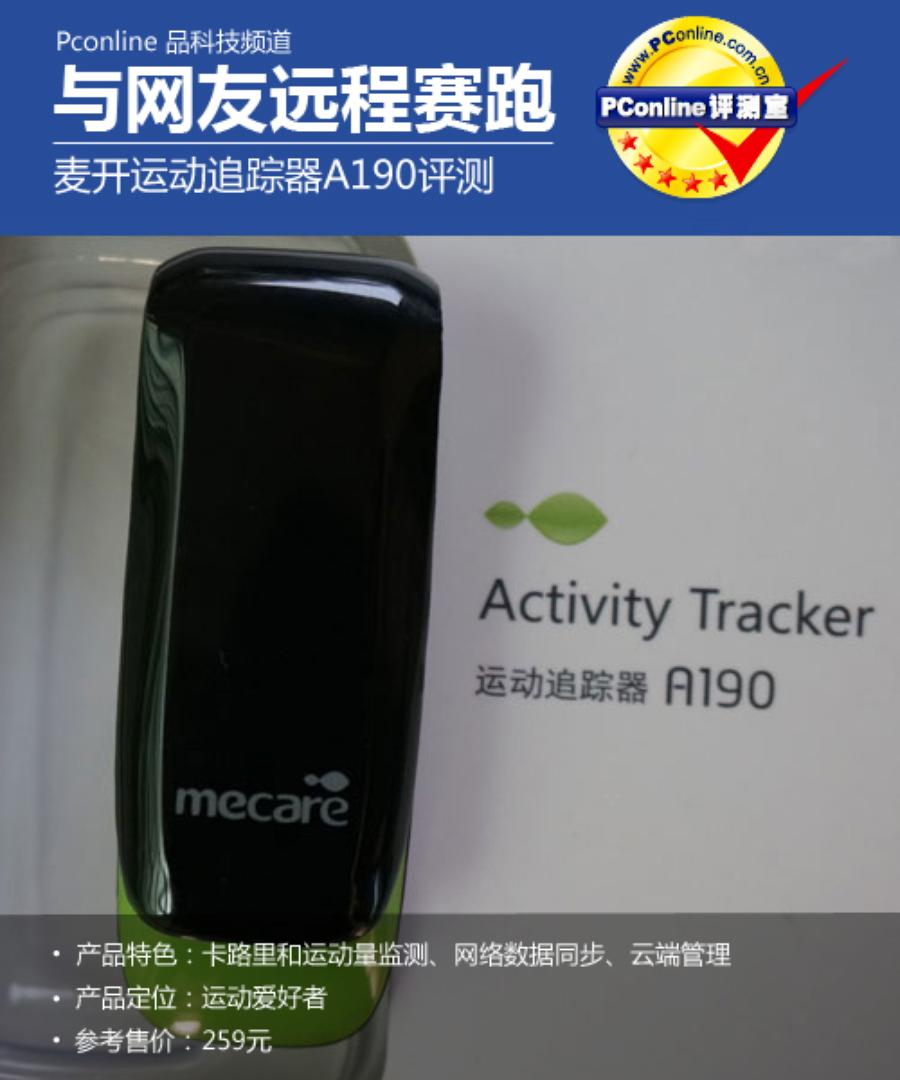 Pconline 品科技频道
与网友远程赛跑
麦开运动追踪器A190评测
www.PConline.com.cn
PConline评测室
Activity Tracker
运动追踪器 A190
mecare
• 产品特色：卡路里和运动量监测、网络数据同步、云端管理
• 产品定位：运动爱好者
• 参考售价：259元